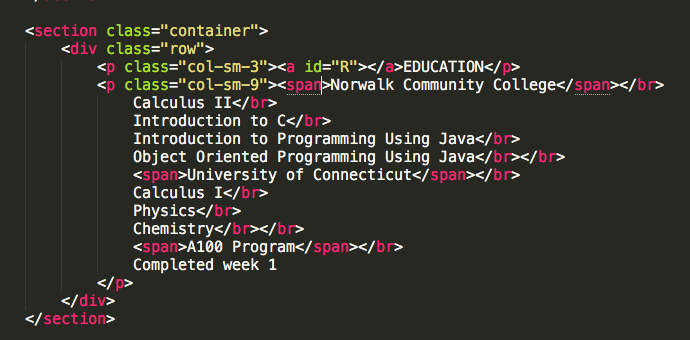 <section class="container">
<div class="row">
<p class="col-sm-3"><a id="R"></a>EDUCATION</p>
<p class="col-sm-9"><span>Norwalk Community College</span></br>
Calculus II</br>
Introduction to C</br>
Introduction to Programming Using Java</br>
Object Oriented Programming Using Java</br></br>
<span>University of Connecticut</span></br>
Calculus I</br>
Physics</br>
Chemistry</br></br>
<span>A100 Program</span></br>
Completed week 1
</p>
</div>
</section>